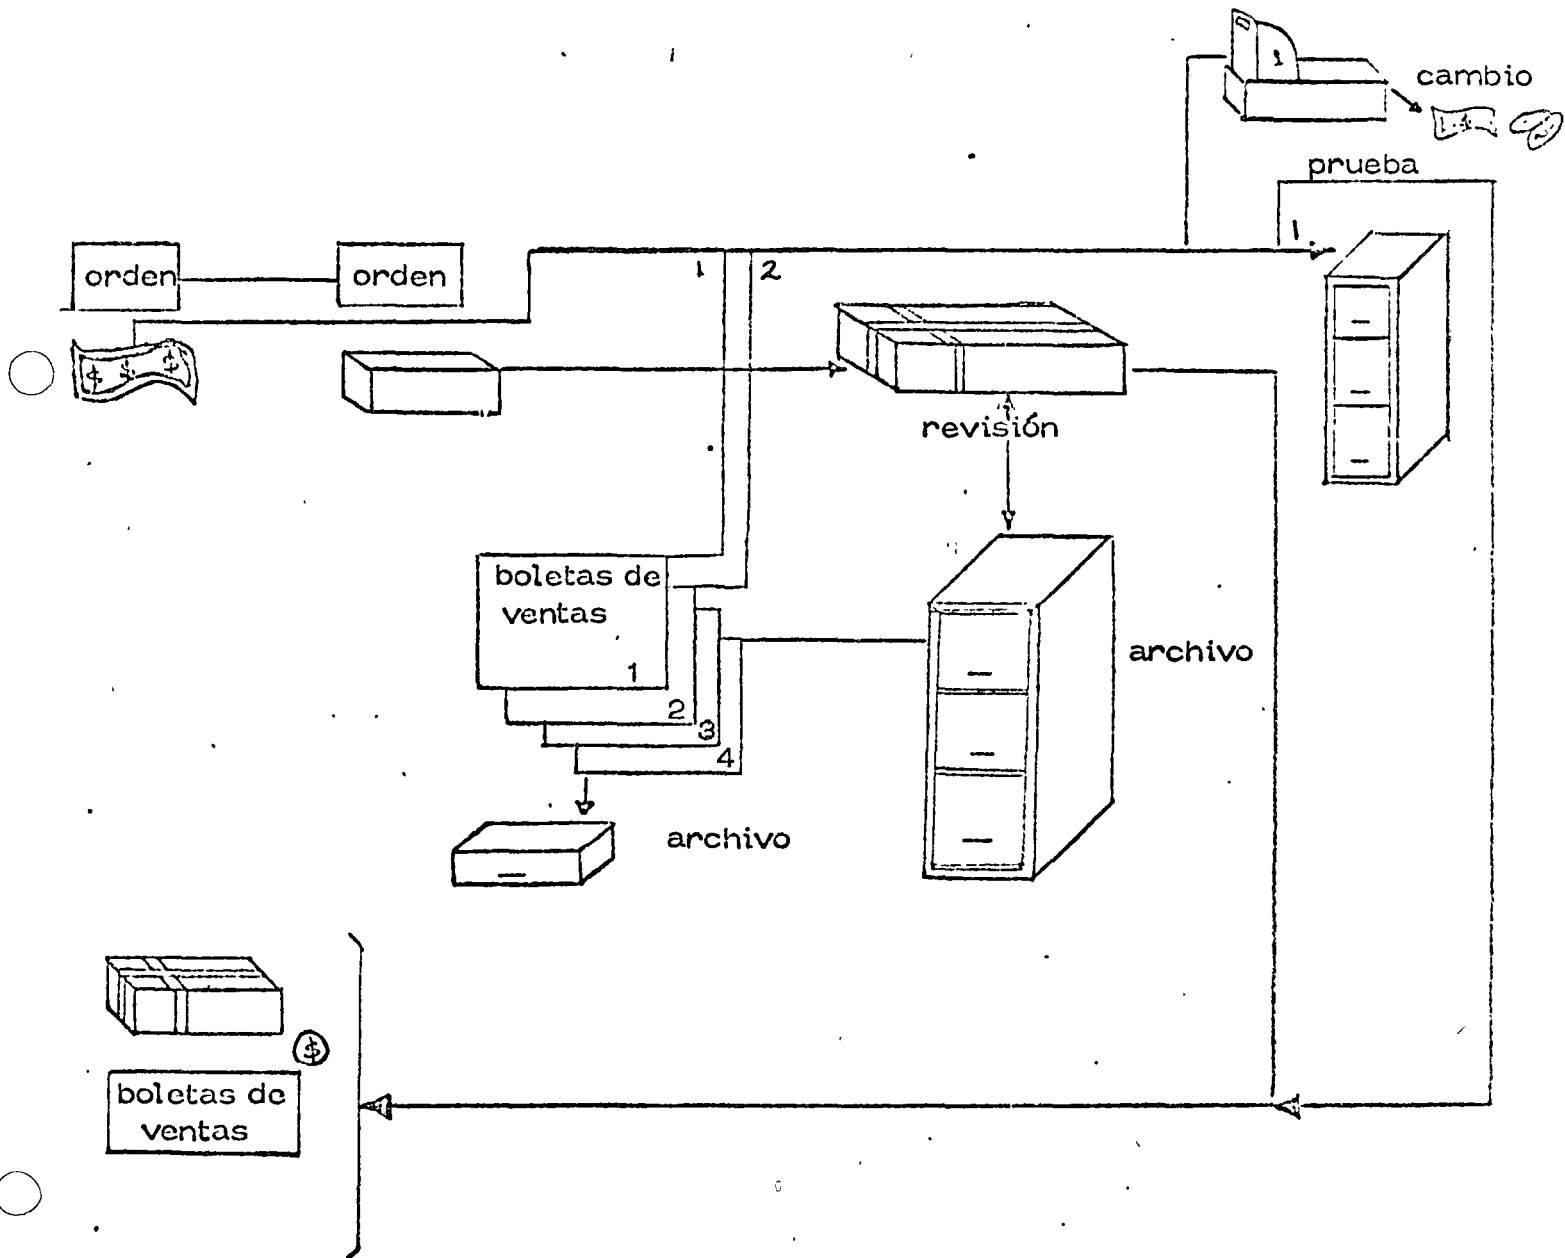 cambio
prueba
orden
orden
1
2
1
$ $ $
revisión
boletas de
ventas
1
2
3
4
archivo
archivo
$
boletas de
ventas